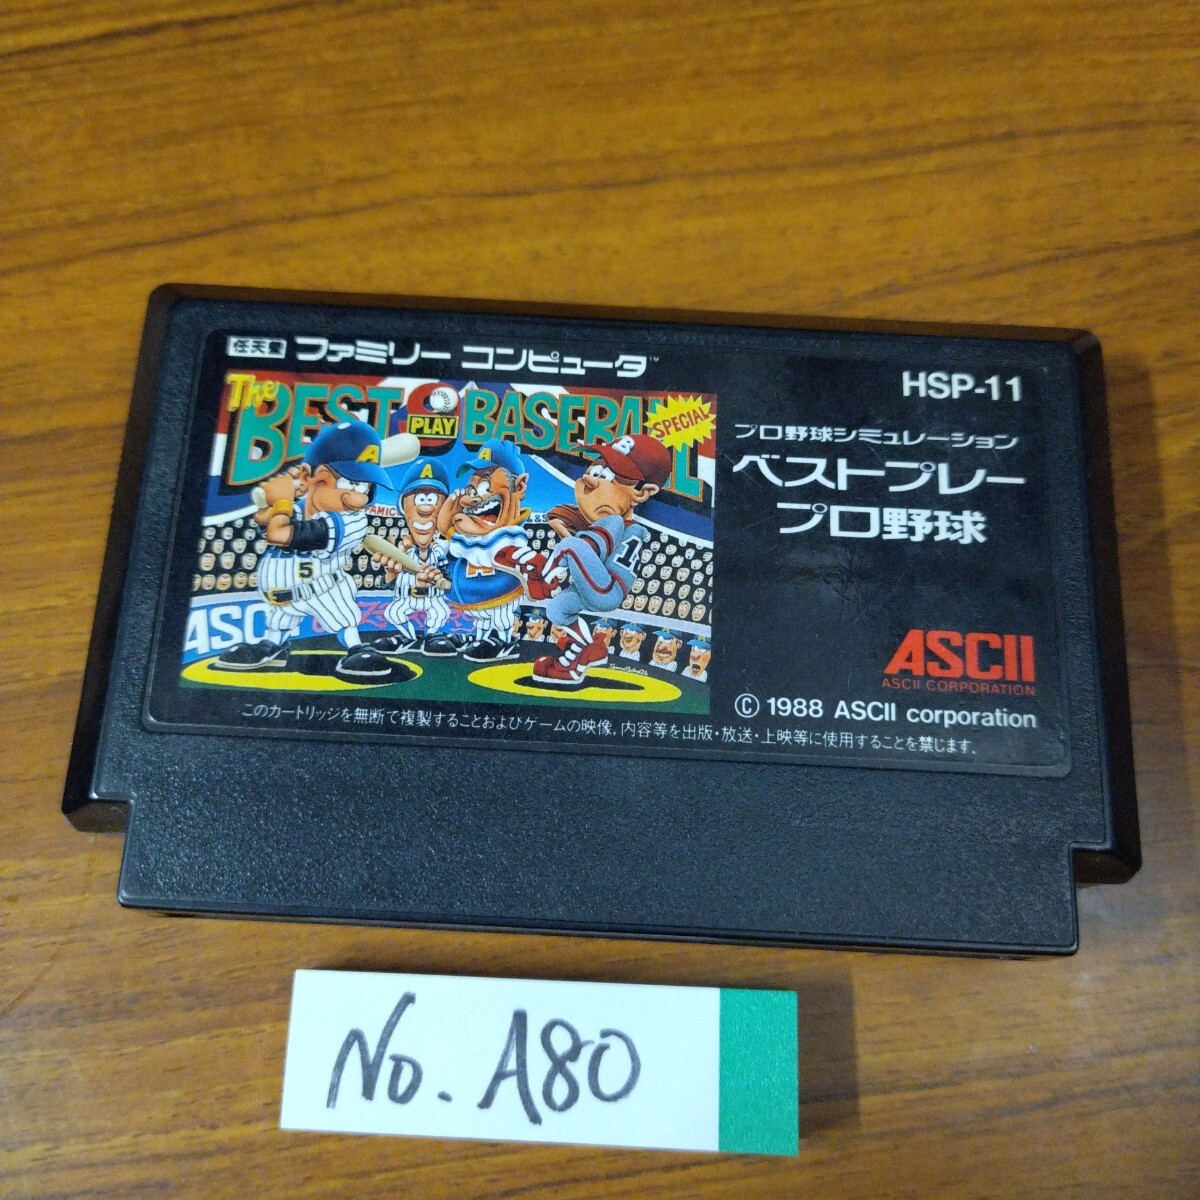 任天堂 ファミリー コンピュータ™
HSP-11
The
BEST PLAY BASEBALL
SPECIAL
プロ野球シミュレーション
ベストプレー
プロ野球
ASCII
ASCII CORPORATION
© 1988 ASCII corporation
このカートリッジを無断で複製することおよびゲームの映像,内容等を出版・放送・上映等に使用することを禁じます.
No. A80